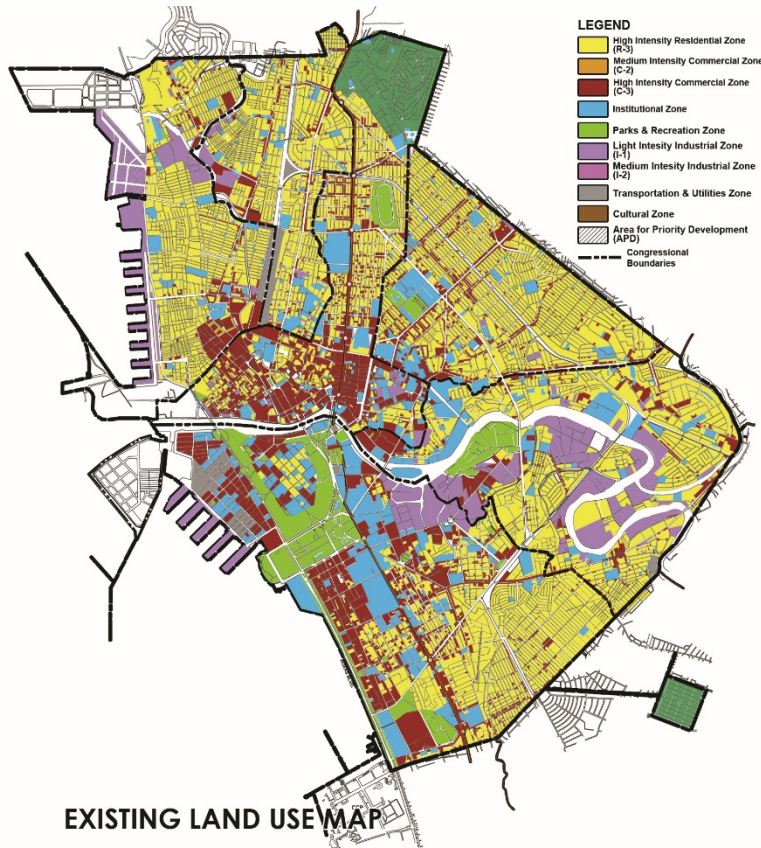 LEGEND
High Intensity Residential Zone
(R-3)
Medium Intensity Commercial Zone
(C-2)
High Intensity Commercial Zone
(C-3)
Institutional Zone
Parks & Recreation Zone
Light Intesity Industrial Zone
(I-1)
Medium Intesity Industrial Zone
(I-2)
Transportation & Utilities Zone
Cultural Zone
Area for Priority Development
(APD)
Congressional
Boundaries
EXISTING LAND USE MAP